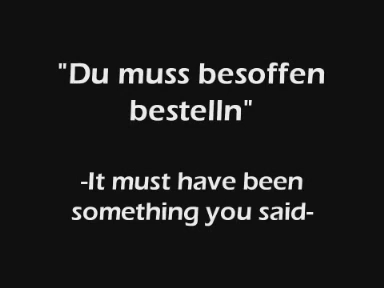 "Du muss besoffen
bestelln"
-It must have been
something you said-